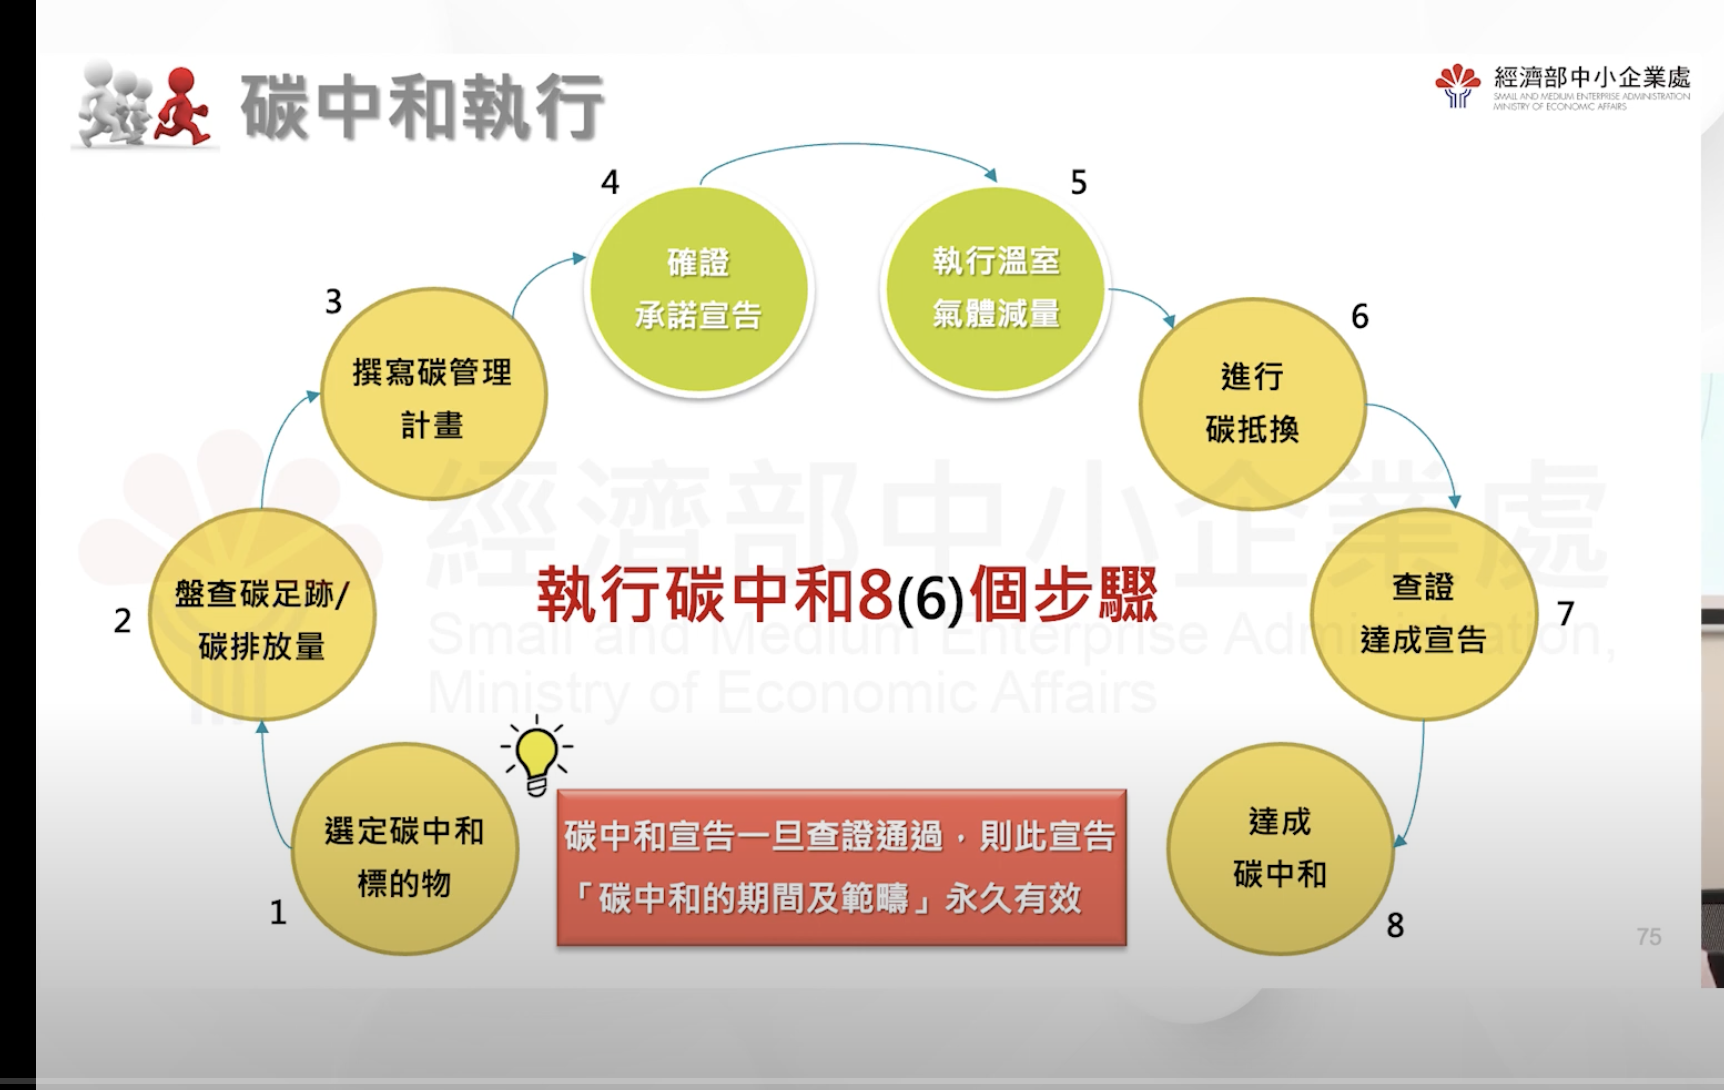 碳中和執行
經濟部中小企業處
SMALL AND MEDIUM ENTERPRISE ADMINISTRATION
MINISTRY OF ECONOMIC AFFAIRS
1
選定碳中和
標的物
2
盤查碳足跡/
碳排放量
3
撰寫碳管理
計畫
4
確證
承諾宣告
5
執行溫室
氣體減量
6
進行
碳抵換
7
查證
達成宣告
8
達成
碳中和
經濟部中小企業處
Small and Medium Enterprise Administration,
Ministry of Economic Affairs
執行碳中和8(6)個步驟
碳中和宣告一旦查證通過,則此宣告
「碳中和的期間及範疇」永久有效
75